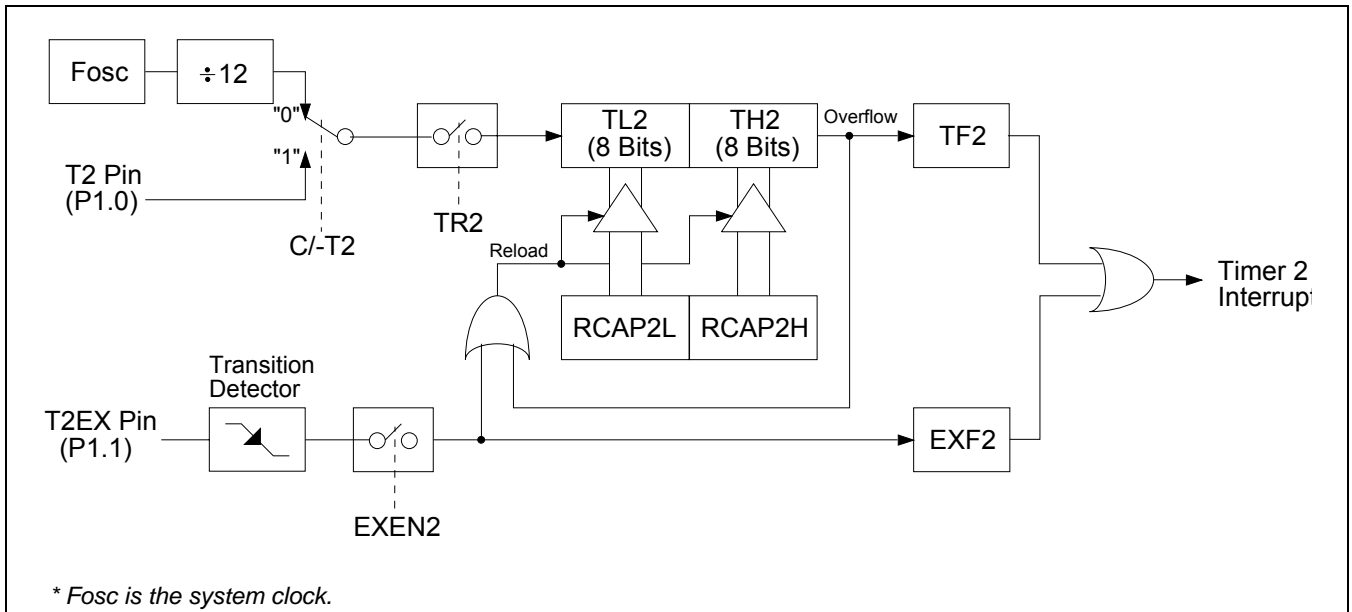 Fosc
÷12
"0"
"1"
T2 Pin
(P1.0)
C/-T2
TR2
TL2
(8 Bits)
TH2
(8 Bits)
Overflow
TF2
Reload
RCAP2L
RCAP2H
Timer 2
Interrupt
Transition
Detector
T2EX Pin
(P1.1)
EXEN2
EXF2
* Fosc is the system clock.